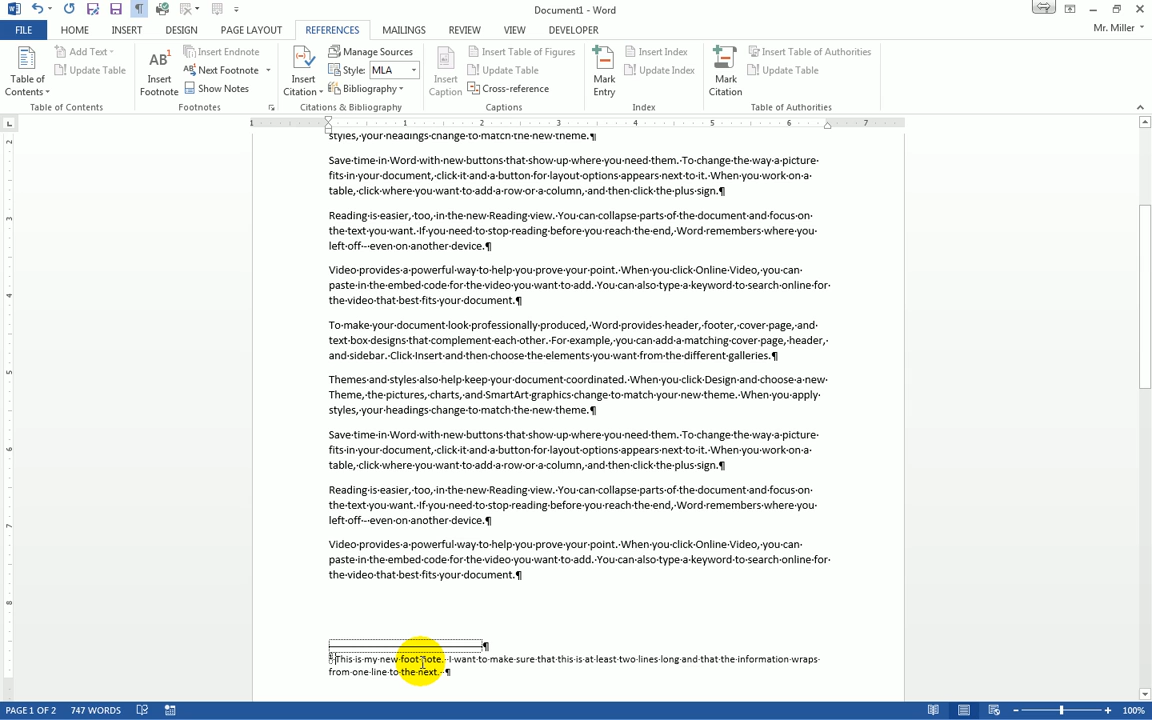 Document1 - Word
Mr. Miller
FILE HOME INSERT DESIGN PAGE LAYOUT REFERENCES MAILINGS REVIEW VIEW DEVELOPER
Table of Contents
Add Text
Update Table
Table of Contents
AB¹
Insert Footnote
Insert Endnote
Next Footnote
Show Notes
Footnotes
Insert Citation
Manage Sources
Style: MLA
Bibliography
Citations & Bibliography
Insert Caption
Insert Table of Figures
Update Table
Cross-reference
Captions
Mark Entry
Insert Index
Update Index
Index
Mark Citation
Insert Table of Authorities
Update Table
Table of Authorities
1 1 2 3 4 5 6 7
styles,·your·headings·change·to·match·the·new·theme.¶
Save·time·in·Word·with·new·buttons·that·show·up·where·you·need·them.·To·change·the·way·a·picture·
fits·in·your·document,·click·it·and·a·button·for·layout·options·appears·next·to·it.·When·you·work·on·a·
table,·click·where·you·want·to·add·a·row·or·a·column,·and·then·click·the·plus·sign.¶
Reading·is·easier,·too,·in·the·new·Reading·view.·You·can·collapse·parts·of·the·document·and·focus·on·
the·text·you·want.·If·you·need·to·stop·reading·before·you·reach·the·end,·Word·remembers·where·you·
left·off·-·even·on·another·device.¶
Video·provides·a·powerful·way·to·help·you·prove·your·point.·When·you·click·Online·Video,·you·can·
paste·in·the·embed·code·for·the·video·you·want·to·add.·You·can·also·type·a·keyword·to·search·online·for·
the·video·that·best·fits·your·document.¶
To·make·your·document·look·professionally·produced,·Word·provides·header,·footer,·cover·page,·and·
text·box·designs·that·complement·each·other.·For·example,·you·can·add·a·matching·cover·page,·header,·
and·sidebar.·Click·Insert·and·then·choose·the·elements·you·want·from·the·different·galleries.¶
Themes·and·styles·also·help·keep·your·document·coordinated.·When·you·click·Design·and·choose·a·new·
Theme,·the·pictures,·charts,·and·SmartArt·graphics·change·to·match·your·new·theme.·When·you·apply·
styles,·your·headings·change·to·match·the·new·theme.¶
Save·time·in·Word·with·new·buttons·that·show·up·where·you·need·them.·To·change·the·way·a·picture·
fits·in·your·document,·click·it·and·a·button·for·layout·options·appears·next·to·it.·When·you·work·on·a·
table,·click·where·you·want·to·add·a·row·or·a·column,·and·then·click·the·plus·sign.¶
Reading·is·easier,·too,·in·the·new·Reading·view.·You·can·collapse·parts·of·the·document·and·focus·on·
the·text·you·want.·If·you·need·to·stop·reading·before·you·reach·the·end,·Word·remembers·where·you·
left·off·-·even·on·another·device.¶
Video·provides·a·powerful·way·to·help·you·prove·your·point.·When·you·click·Online·Video,·you·can·
paste·in·the·embed·code·for·the·video·you·want·to·add.·You·can·also·type·a·keyword·to·search·online·for·
the·video·that·best·fits·your·document.¶
¶
This·is·my·new·foot·note.··I·want·to·make·sure·that·this·is·at·least·two·lines·long·and·that·the·information·wraps·
from·one·line·to·the·next.··¶
2
3
4
5
6
7
8
PAGE 1 OF 2 747 WORDS 100%